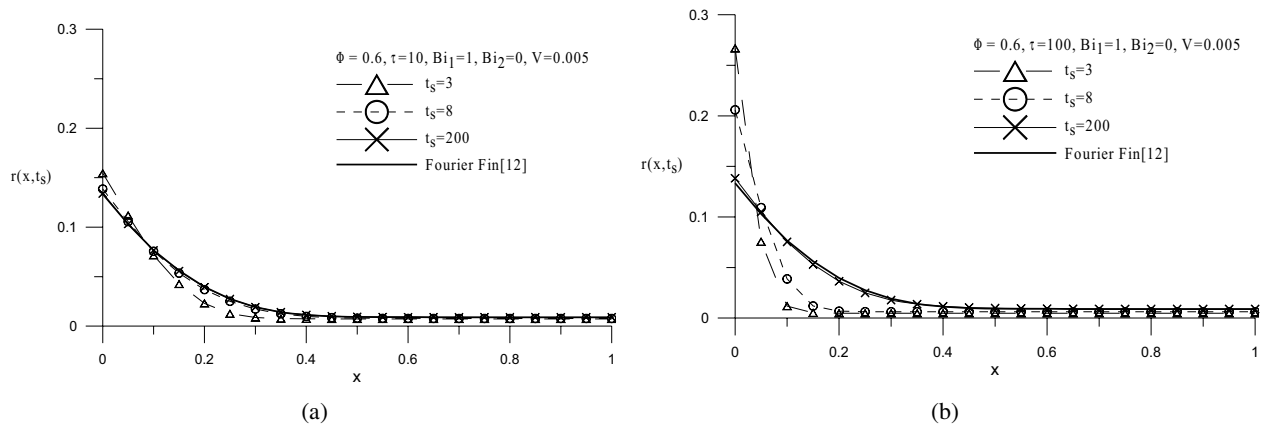 0.3
Φ = 0.6, τ=10, Bi1=1, Bi2=0, V=0.005
ts=3
ts=8
ts=200
Fourier Fin[12]
0.2
r(x,ts)
0.1
0
0 0.2 0.4 0.6 0.8 1
x
(a)
0.3
Φ = 0.6, τ=100, Bi1=1, Bi2=0, V=0.005
ts=3
ts=8
ts=200
Fourier Fin[12]
0.2
r(x,ts)
0.1
0
0 0.2 0.4 0.6 0.8 1
x
(b)